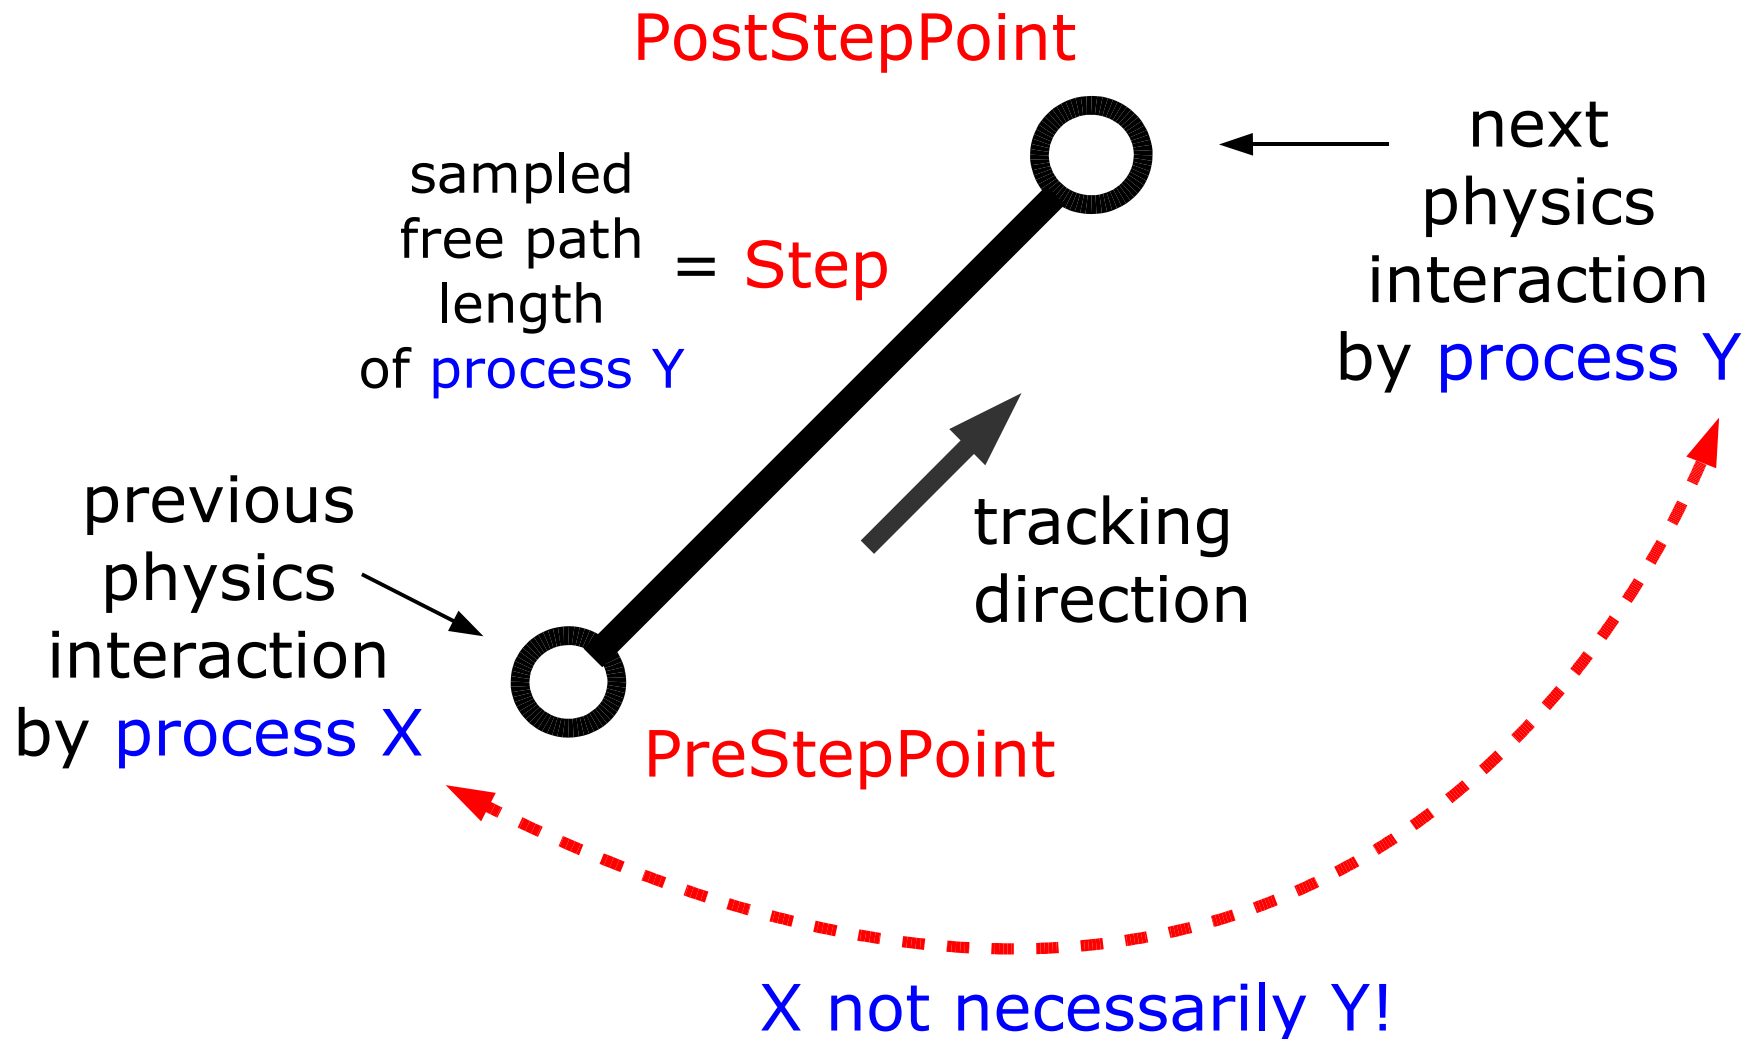 PostStepPoint
sampled
free path
length
of process Y
= Step
next
physics
interaction
by process Y
previous
physics
interaction
by process X
tracking
direction
PreStepPoint
X not necessarily Y!